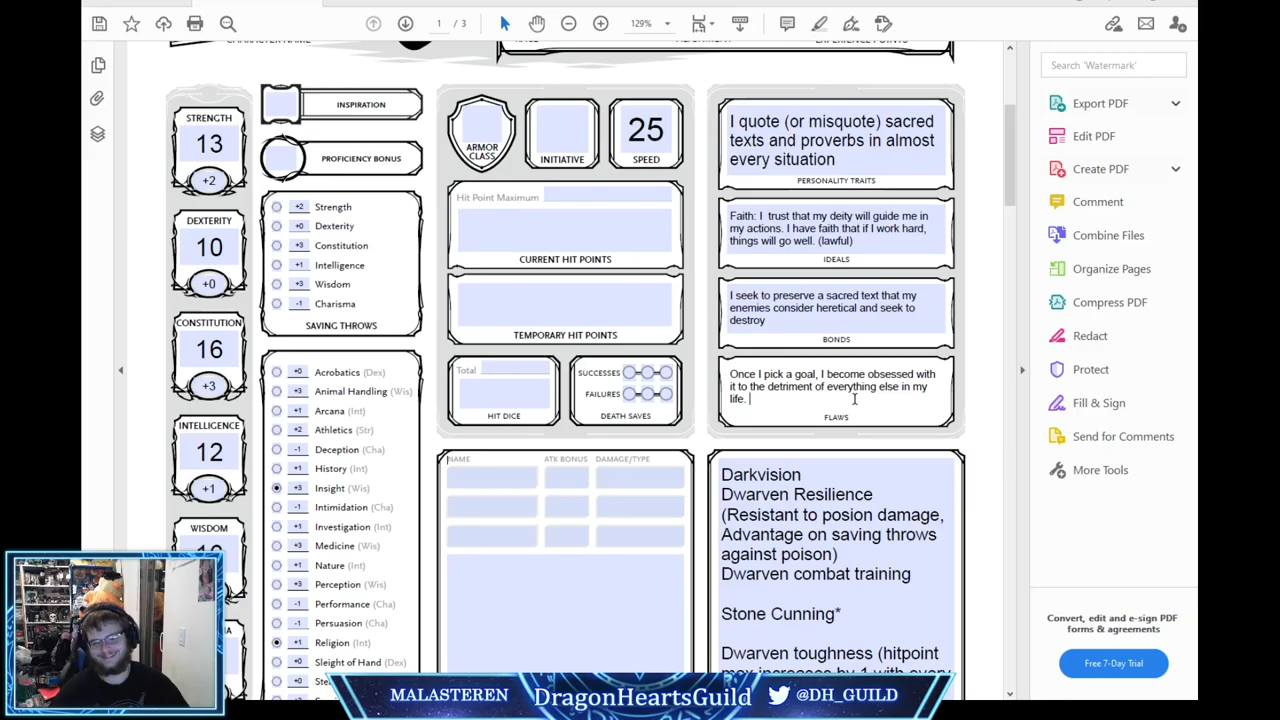 1 / 3
129%
CHARACTER NAME
EXPERIENCE POINTS
STRENGTH
13
+2
DEXTERITY
10
+0
CONSTITUTION
16
+3
INTELLIGENCE
12
+1
WISDOM
INSPIRATION
PROFICIENCY BONUS
+2 Strength
+0 Dexterity
+3 Constitution
+1 Intelligence
+3 Wisdom
-1 Charisma
SAVING THROWS
+0 Acrobatics (Dex)
+3 Animal Handling (Wis)
+1 Arcana (Int)
+2 Athletics (Str)
-1 Deception (Cha)
+1 History (Int)
+3 Insight (Wis)
-1 Intimidation (Cha)
+1 Investigation (Int)
+3 Medicine (Wis)
+1 Nature (Int)
+3 Perception (Wis)
-1 Performance (Cha)
-1 Persuasion (Cha)
+1 Religion (Int)
+0 Sleight of Hand (Dex)
ARMOR
CLASS
INITIATIVE
25
SPEED
Hit Point Maximum
CURRENT HIT POINTS
TEMPORARY HIT POINTS
Total
HIT DICE
SUCCESSES
FAILURES
DEATH SAVES
NAME ATK BONUS DAMAGE/TYPE
I quote (or misquote) sacred
texts and proverbs in almost
every situation
PERSONALITY TRAITS
Faith: I trust that my deity will guide me in
my actions. I have faith that if I work hard,
things will go well. (lawful)
IDEALS
I seek to preserve a sacred text that my
enemies consider heretical and seek to
destroy
BONDS
Once I pick a goal, I become obsessed with
it to the detriment of everything else in my
life.
FLAWS
Darkvision
Dwarven Resilience
(Resistant to posion damage,
Advantage on saving throws
against poison)
Dwarven combat training
Stone Cunning*
Dwarven toughness (hitpoint
max increases by 1 with every
Search 'Watermark'
Export PDF
Edit PDF
Create PDF
Comment
Combine Files
Organize Pages
Compress PDF
Redact
Protect
Fill & Sign
Send for Comments
More Tools
Convert, edit and e-sign PDF
forms & agreements
Free 7-Day Trial
MALASTEREN DragonHeartsGuild @DH_GUILD